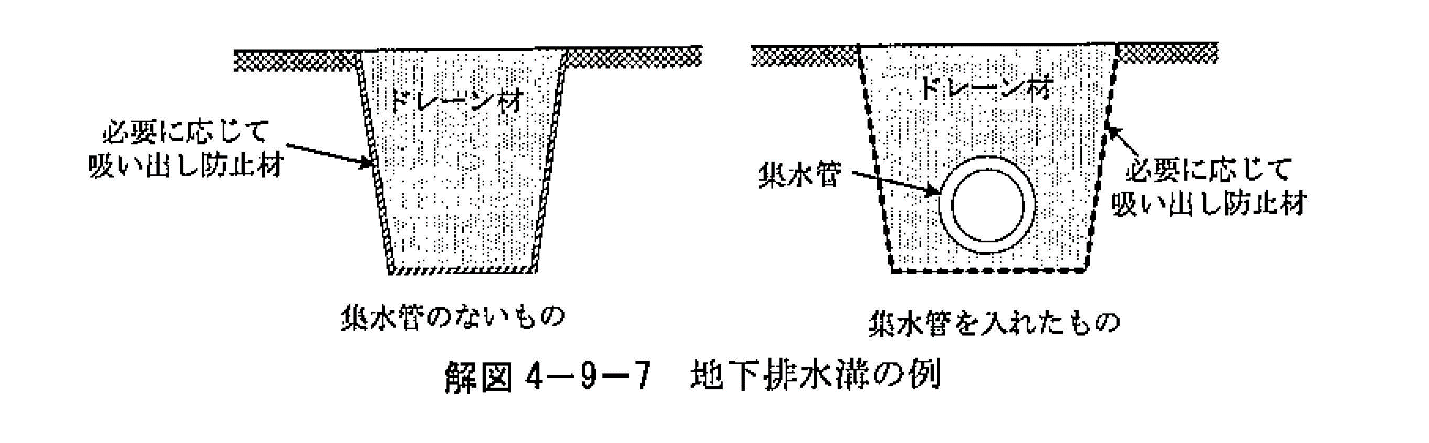 ドレーン材
必要に応じて
吸い出し防止材
集水管のないもの
ドレーン材
集水管
必要に応じて
吸い出し防止材
集水管を入れたもの
解図4－9－7　地下排水溝の例